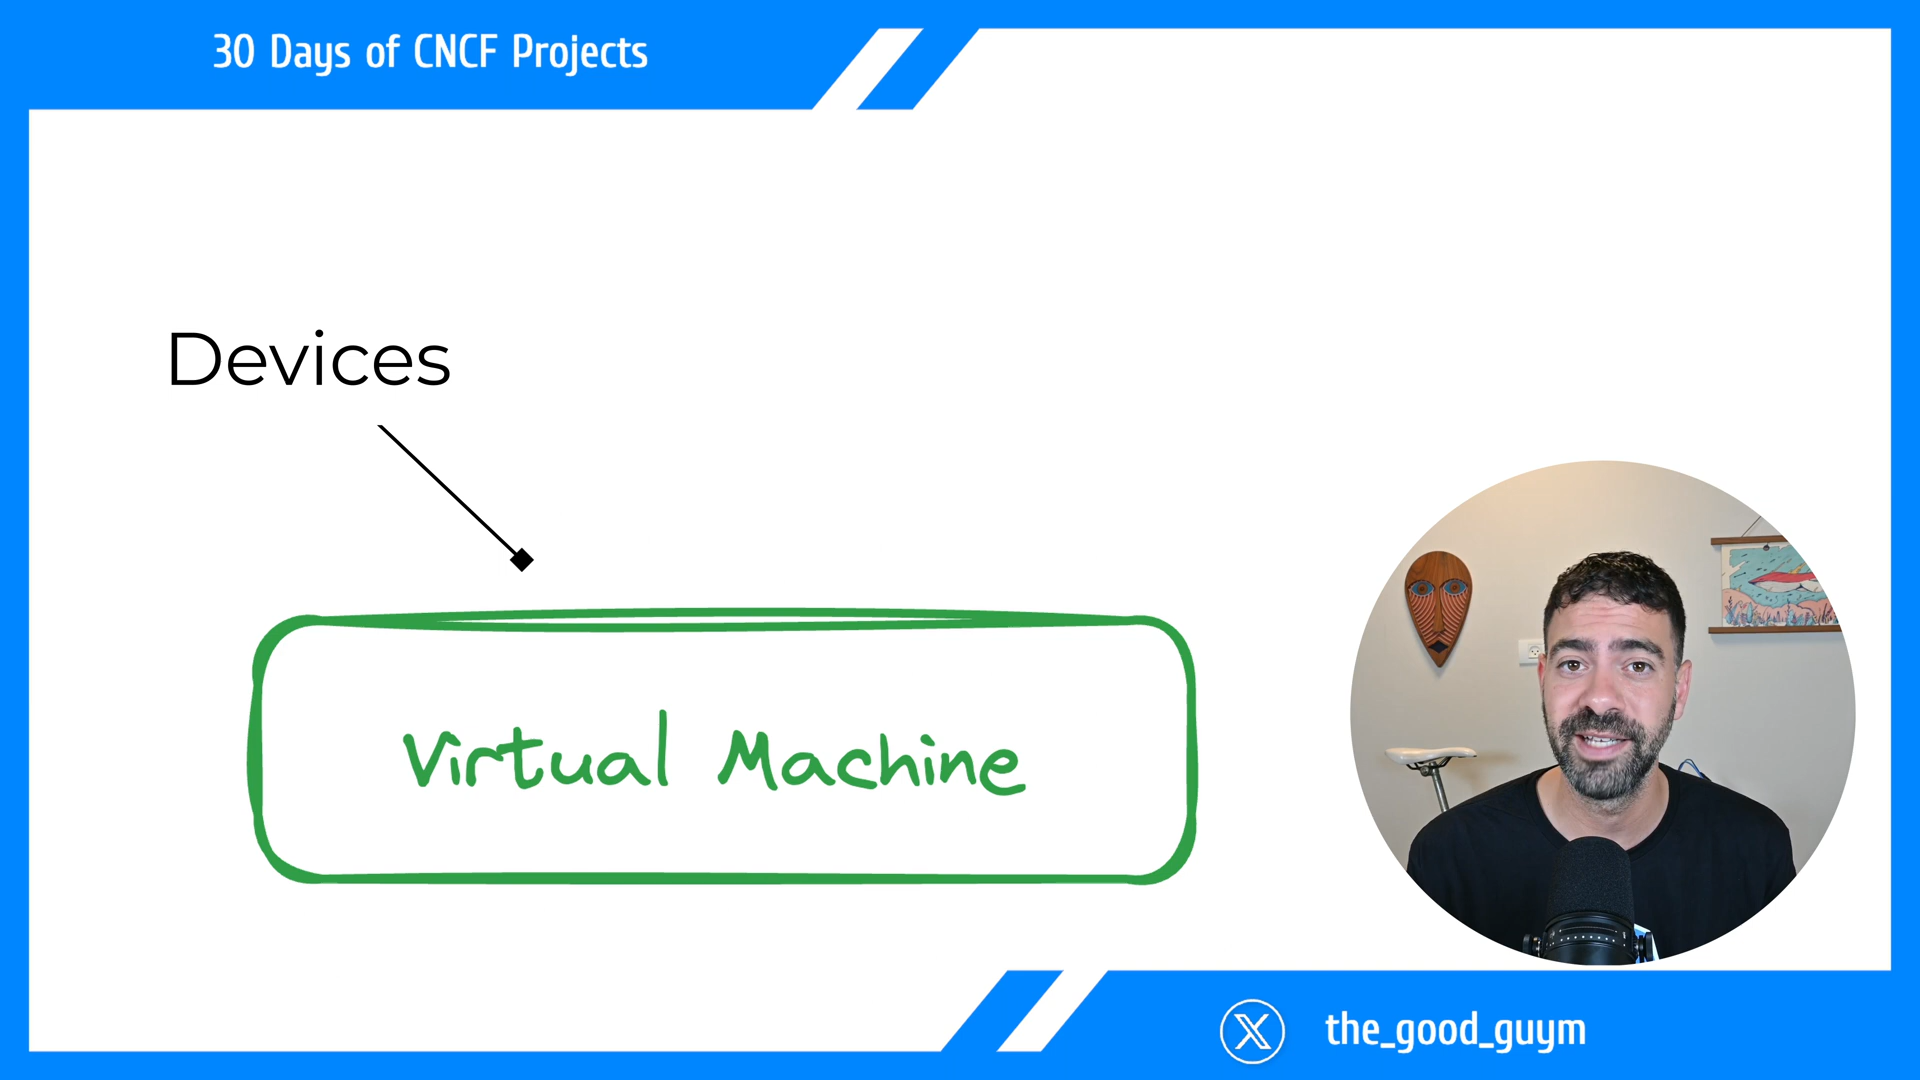 30 Days of CNCF Projects
Devices
Virtual Machine
the_good_guym